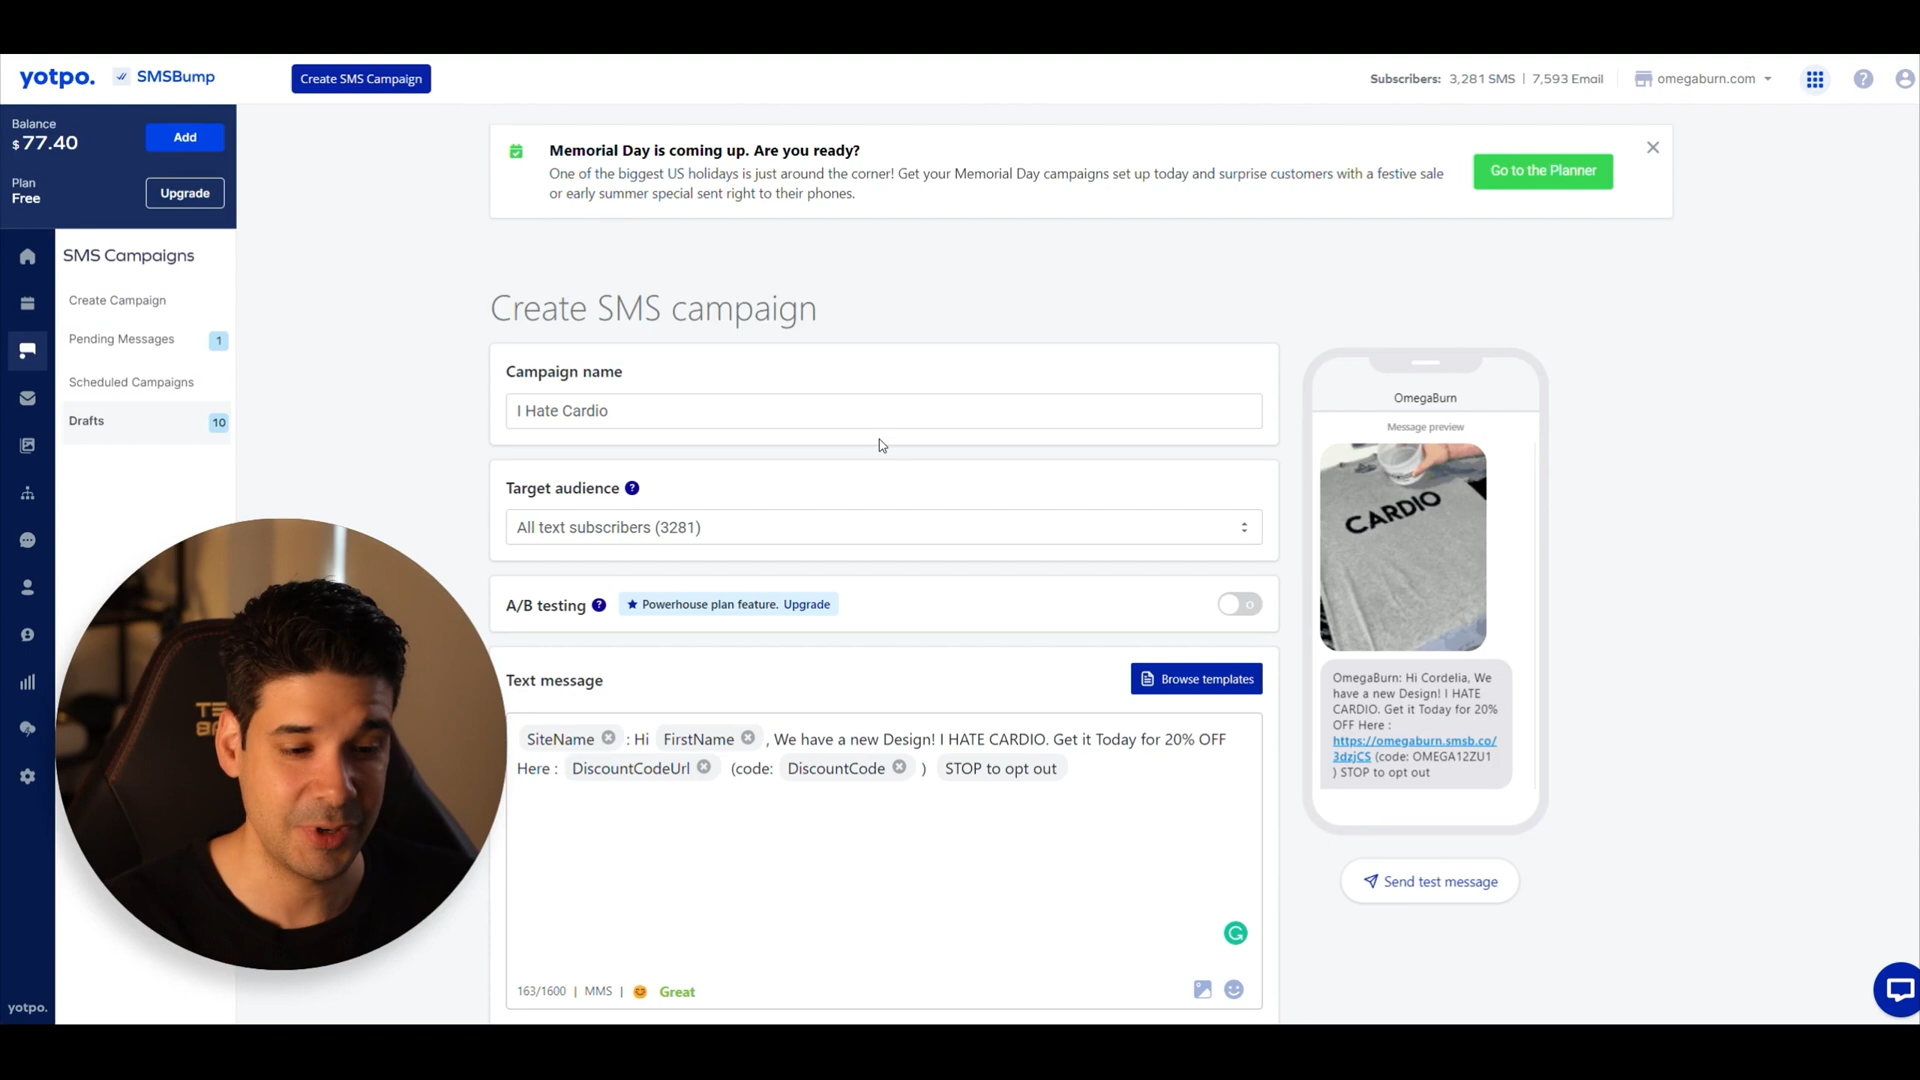 yotpo. SMSBump Create SMS Campaign Subscribers: 3,281 SMS | 7,593 Email omegaburn.com
Balance
$77.40
Add
Plan
Free
Upgrade
Memorial Day is coming up. Are you ready?
One of the biggest US holidays is just around the corner! Get your Memorial Day campaigns set up today and surprise customers with a festive sale
or early summer special sent right to their phones.
Go to the Planner
SMS Campaigns
Create Campaign
Pending Messages 1
Scheduled Campaigns
Drafts 10
yotpo.
Create SMS campaign
Campaign name
I Hate Cardio
Target audience
All text subscribers (3281)
A/B testing Powerhouse plan feature. Upgrade
Text message
Browse templates
SiteName : Hi FirstName , We have a new Design! I HATE CARDIO. Get it Today for 20% OFF
Here : DiscountCodeUrl (code: DiscountCode ) STOP to opt out
163/1600 | MMS | Great
OmegaBurn
Message preview
CARDIO
OmegaBurn: Hi Cordelia, We
have a new Design! I HATE
CARDIO. Get it Today for 20%
OFF Here :
https://omegaburn.smsb.co/
3dzjCS (code: OMEGA12ZU1
) STOP to opt out
Send test message